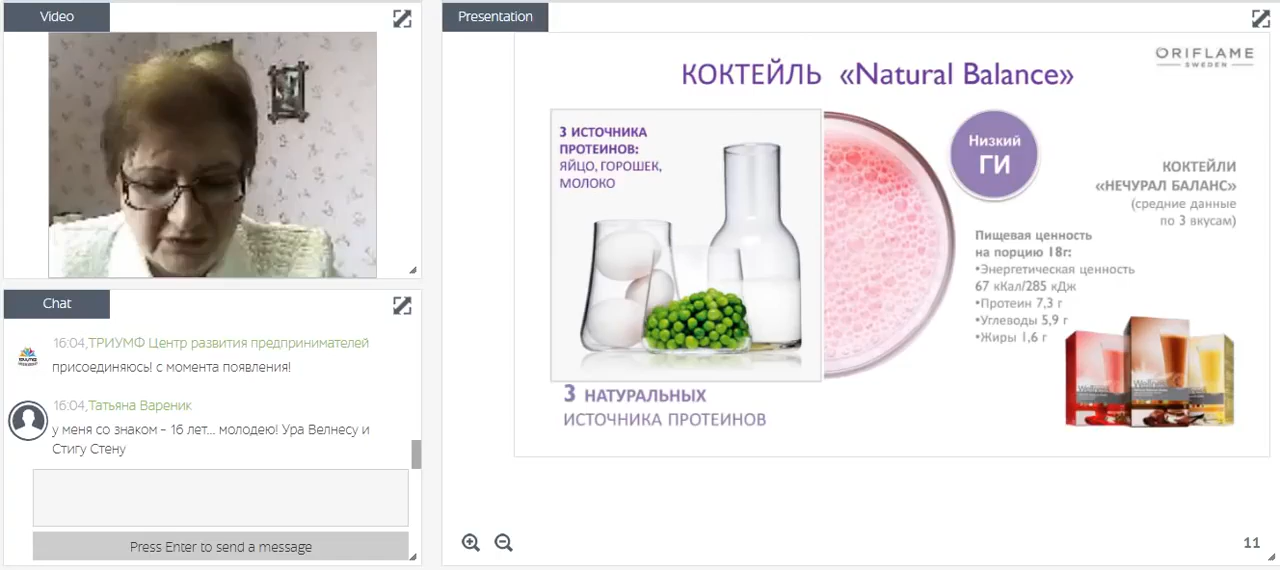 Video
Chat
16:04,ТРИУМФ Центр развития предпринимателей
присоединяюсь! с момента появления!
16:04,Татьяна Вареник
у меня со знаком - 16 лет... молодею! Ура Велнесу и
Стигу Стену
Press Enter to send a message
Presentation
ORIFLAME
SWEDEN
КОКТЕЙЛЬ «Natural Balance»
3 ИСТОЧНИКА
ПРОТЕИНОВ:
ЯЙЦО, ГОРОШЕК,
МОЛОКО
Низкий
ГИ
КОКТЕЙЛИ
«НЕЧУРАЛ БАЛАНС»
(средние данные
по 3 вкусам)
Пищевая ценность
на порцию 18г:
•Энергетическая ценность
67 кКал/285 кДж
•Протеин 7,3 г
•Углеводы 5,9 г
•Жиры 1,6 г
3 НАТУРАЛЬНЫХ
ИСТОЧНИКА ПРОТЕИНОВ
11